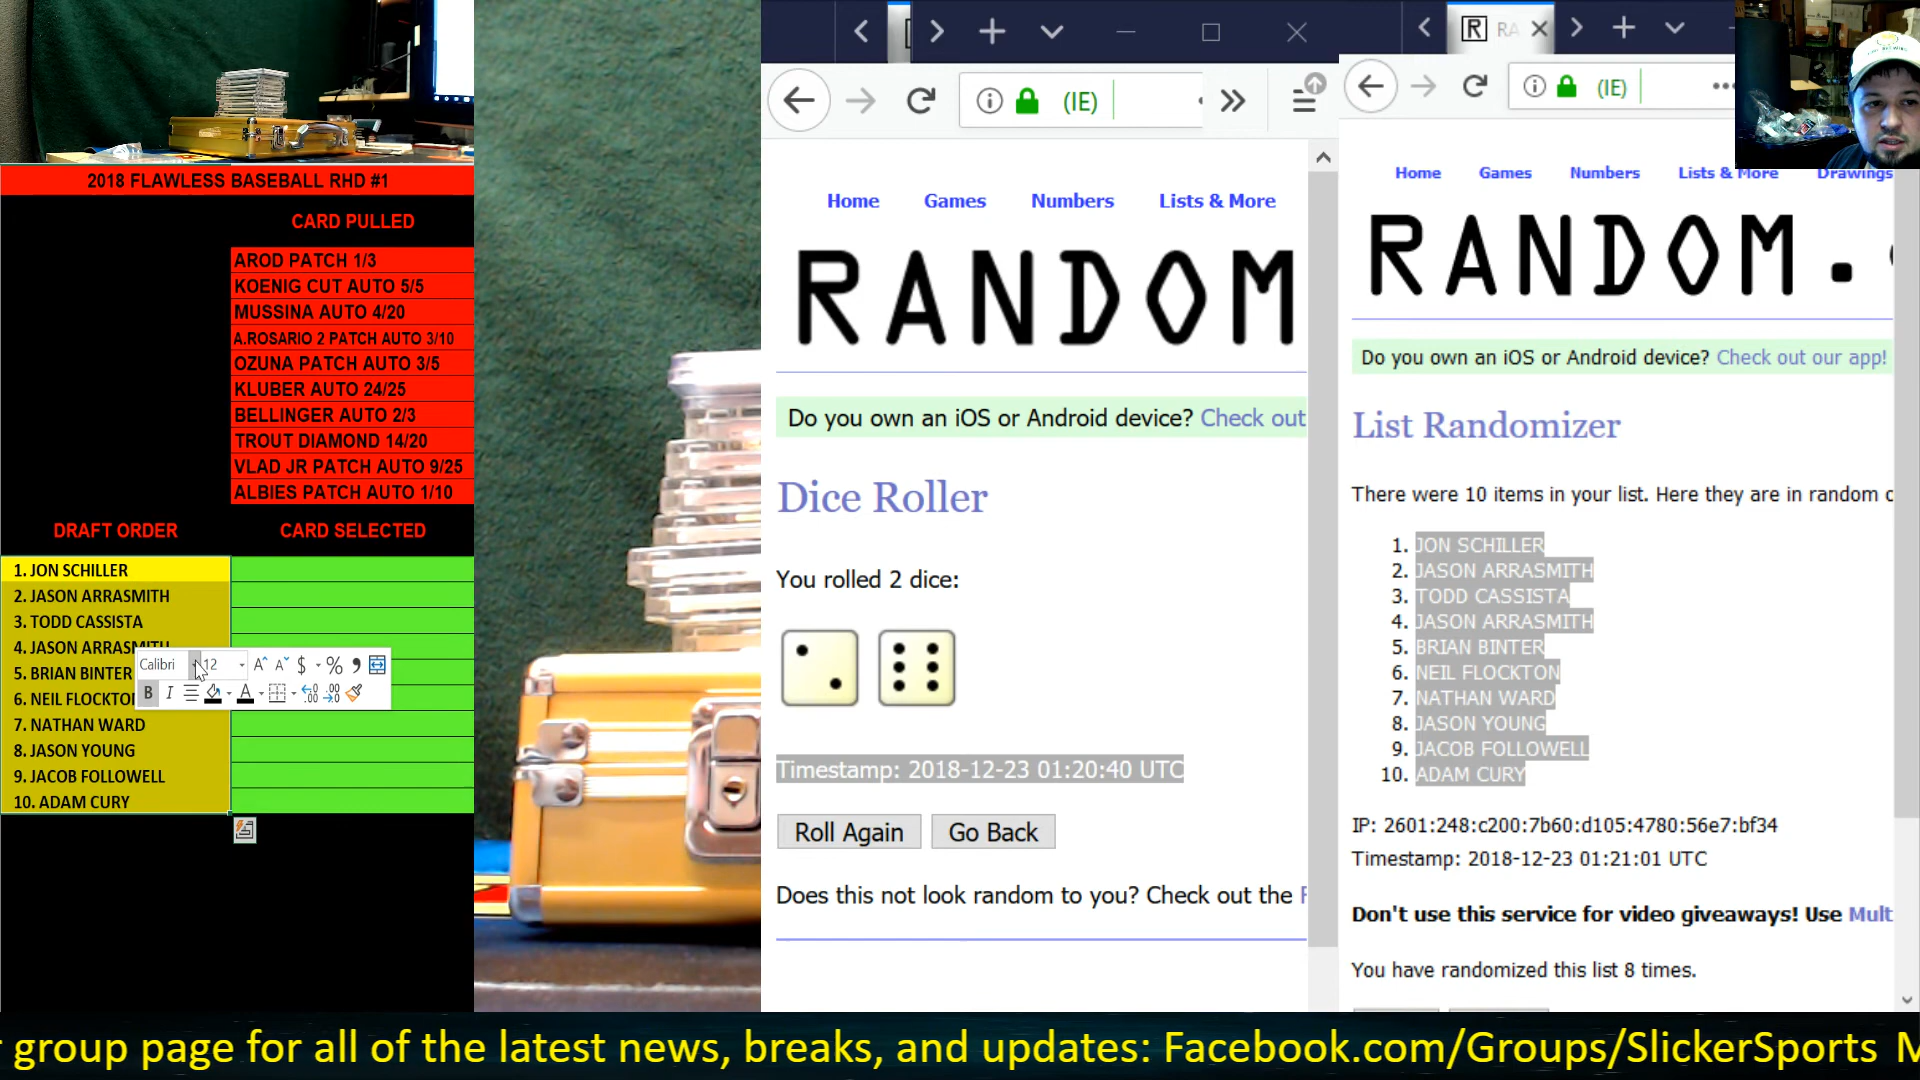 2018 FLAWLESS BASEBALL RHD #1
CARD PULLED
AROD PATCH 1/3
KOENIG CUT AUTO 5/5
MUSSINA AUTO 4/20
A.ROSARIO 2 PATCH AUTO 3/10
OZUNA PATCH AUTO 3/5
KLUBER AUTO 24/25
BELLINGER AUTO 2/3
TROUT DIAMOND 14/20
VLAD JR PATCH AUTO 9/25
ALBIES PATCH AUTO 1/10
DRAFT ORDER
CARD SELECTED
1. JON SCHILLER
2. JASON ARRASMITH
3. TODD CASSISTA
4. JASON ARRASMITH
5. BRIAN BINTER
6. NEIL FLOCKTON
7. NATHAN WARD
8. JASON YOUNG
9. JACOB FOLLOWELL
10. ADAM CURY
Calibri 12
$ % ,
B I A
(IE)
Home Games Numbers Lists & More
RANDOM
Do you own an iOS or Android device? Check out
Dice Roller
You rolled 2 dice:
Timestamp: 2018-12-23 01:20:40 UTC
Roll Again Go Back
Does this not look random to you? Check out the
R RA
(IE)
Home Games Numbers Lists & More Drawings
RANDOM.
Do you own an iOS or Android device? Check out our app!
List Randomizer
There were 10 items in your list. Here they are in random
1. JON SCHILLER
2. JASON ARRASMITH
3. TODD CASSISTA
4. JASON ARRASMITH
5. BRIAN BINTER
6. NEIL FLOCKTON
7. NATHAN WARD
8. JASON YOUNG
9. JACOB FOLLOWELL
10. ADAM CURY
IP: 2601:248:c200:7b60:d105:4780:56e7:bf34
Timestamp: 2018-12-23 01:21:01 UTC
Don't use this service for video giveaways! Use Mult
You have randomized this list 8 times.
group page for all of the latest news, breaks, and updates: Facebook.com/Groups/SlickerSports M